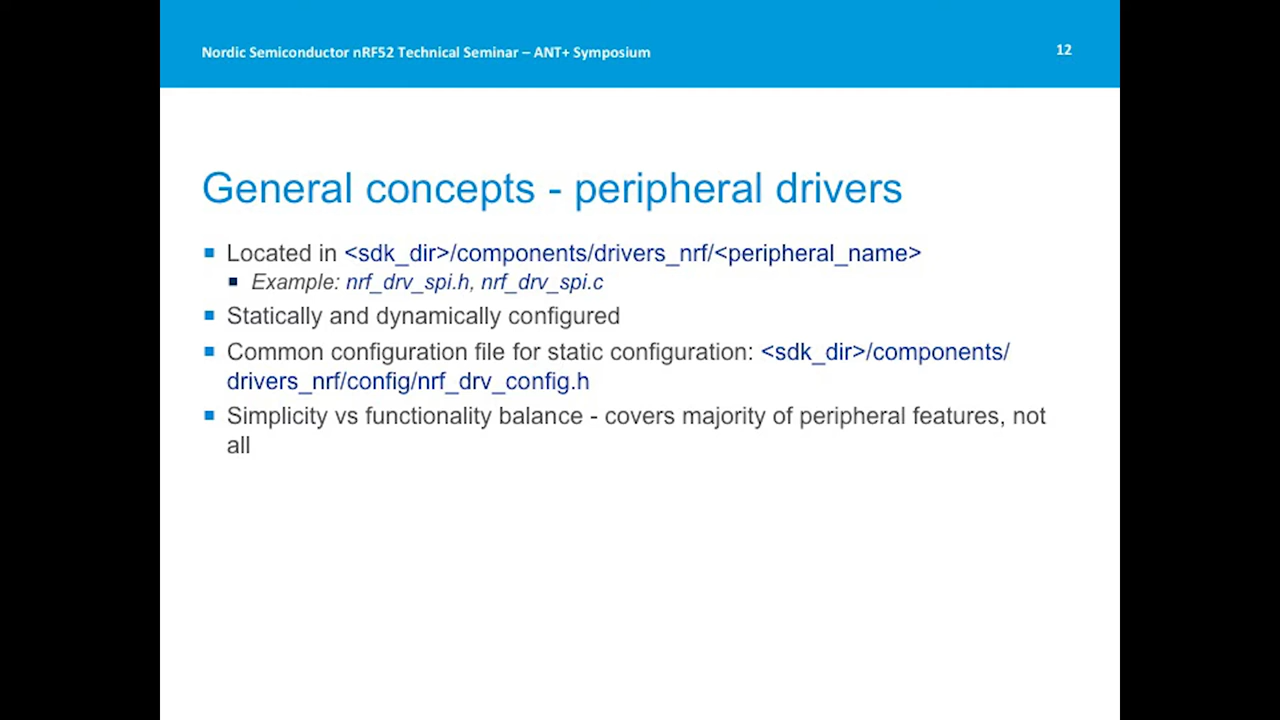 Nordic Semiconductor nRF52 Technical Seminar – ANT+ Symposium
12
General concepts - peripheral drivers
Located in <sdk_dir>/components/drivers_nrf/<peripheral_name>
Example: nrf_drv_spi.h, nrf_drv_spi.c
Statically and dynamically configured
Common configuration file for static configuration: <sdk_dir>/components/
drivers_nrf/config/nrf_drv_config.h
Simplicity vs functionality balance - covers majority of peripheral features, not
all